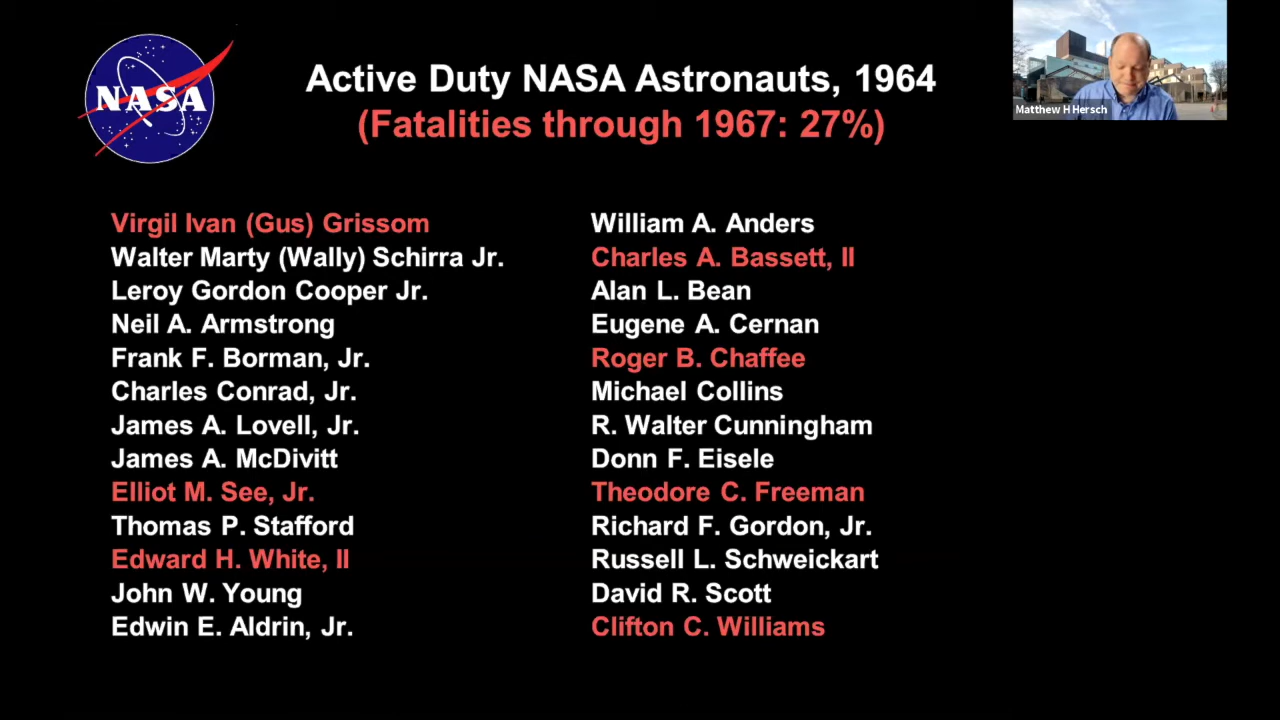 NASA
Active Duty NASA Astronauts, 1964
(Fatalities through 1967: 27%)
Matthew H Hersch
Virgil Ivan (Gus) Grissom
Walter Marty (Wally) Schirra Jr.
Leroy Gordon Cooper Jr.
Neil A. Armstrong
Frank F. Borman, Jr.
Charles Conrad, Jr.
James A. Lovell, Jr.
James A. McDivitt
Elliot M. See, Jr.
Thomas P. Stafford
Edward H. White, II
John W. Young
Edwin E. Aldrin, Jr.
William A. Anders
Charles A. Bassett, II
Alan L. Bean
Eugene A. Cernan
Roger B. Chaffee
Michael Collins
R. Walter Cunningham
Donn F. Eisele
Theodore C. Freeman
Richard F. Gordon, Jr.
Russell L. Schweickart
David R. Scott
Clifton C. Williams